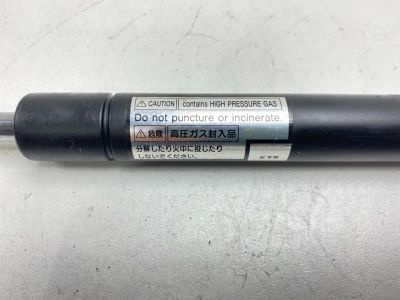 CAUTION contains HIGH PRESSURE GAS
Do not puncture or incinerate.
危険 高圧ガス封入品
分解したり火中に投じたり
しないでください。